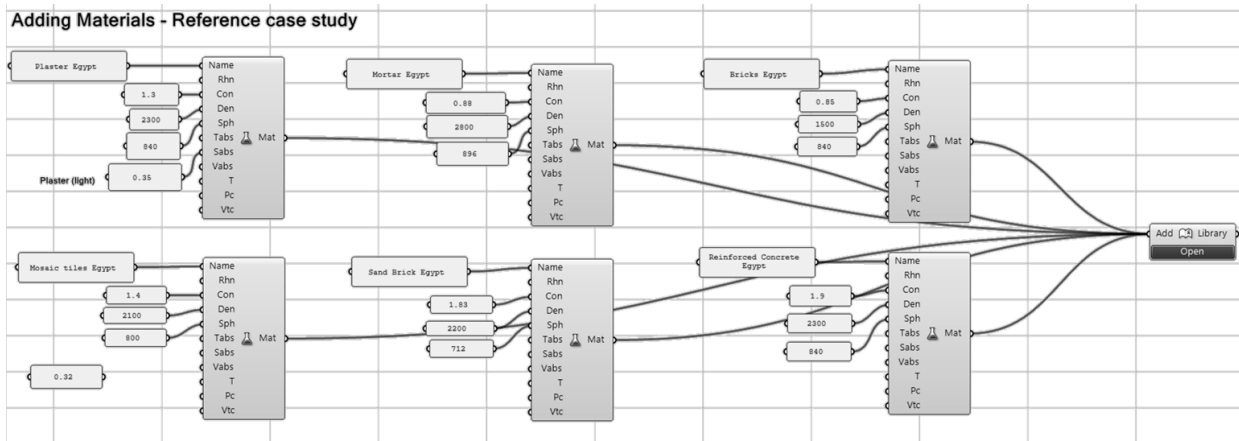 Adding Materials - Reference case study
Plaster Egypt
1.3
2300
840
0.35
Plaster (light)
Name
Rhn
Con
Den
Sph
Tabs
Sabs
Vabs
T
Pc
Vtc
Mat
Mortar Egypt
0.88
2800
896
Name
Rhn
Con
Den
Sph
Tabs
Sabs
Vabs
T
Pc
Vtc
Mat
Bricks Egypt
0.85
1500
840
Name
Rhn
Con
Den
Sph
Tabs
Sabs
Vabs
T
Pc
Vtc
Mat
Mosaic tiles Egypt
1.4
2100
800
0.32
Name
Rhn
Con
Den
Sph
Tabs
Sabs
Vabs
T
Pc
Vtc
Mat
Sand Brick Egypt
1.83
2200
712
Name
Rhn
Con
Den
Sph
Tabs
Sabs
Vabs
T
Pc
Vtc
Mat
Reinforced Concrete
Egypt
1.9
2300
840
Name
Rhn
Con
Den
Sph
Tabs
Sabs
Vabs
T
Pc
Vtc
Mat
Add Library
Open